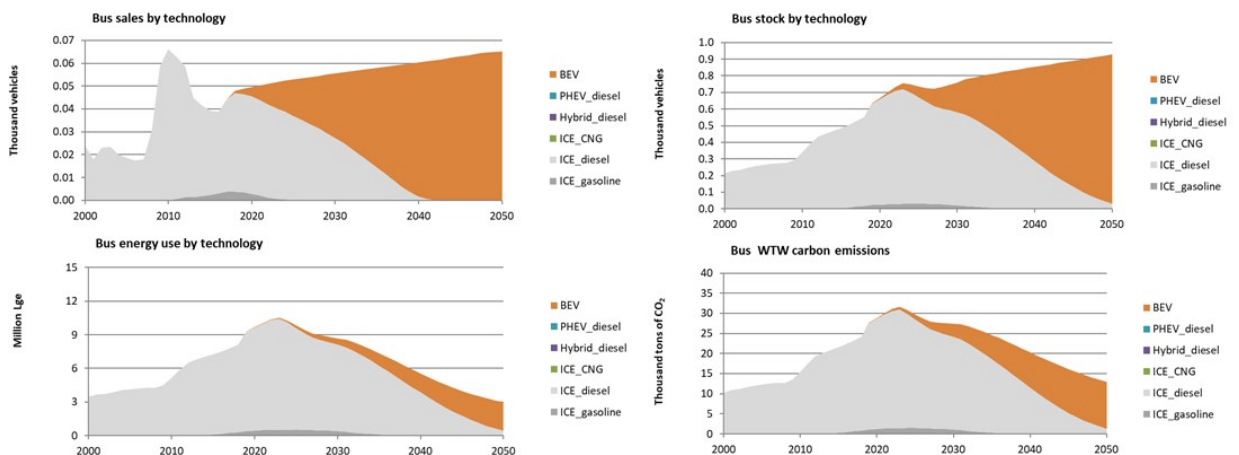 Bus sales by technology
Thousand vehicles
0.07
0.06
0.05
0.04
0.03
0.02
0.01
0.00
2000 2010 2020 2030 2040 2050
BEV
PHEV_diesel
Hybrid_diesel
ICE_CNG
ICE_diesel
ICE_gasoline
Bus stock by technology
Thousand vehicles
1.0
0.9
0.8
0.7
0.6
0.5
0.4
0.3
0.2
0.1
0.0
2000 2010 2020 2030 2040 2050
BEV
PHEV_diesel
Hybrid_diesel
ICE_CNG
ICE_diesel
ICE_gasoline
Bus energy use by technology
Million Lge
15
12
9
6
3
0
2000 2010 2020 2030 2040 2050
BEV
PHEV_diesel
Hybrid_diesel
ICE_CNG
ICE_diesel
ICE_gasoline
Bus WTW carbon emissions
Thousand tons of CO₂
40
35
30
25
20
15
10
5
0
2000 2010 2020 2030 2040 2050
BEV
PHEV_diesel
Hybrid_diesel
ICE_CNG
ICE_diesel
ICE_gasoline